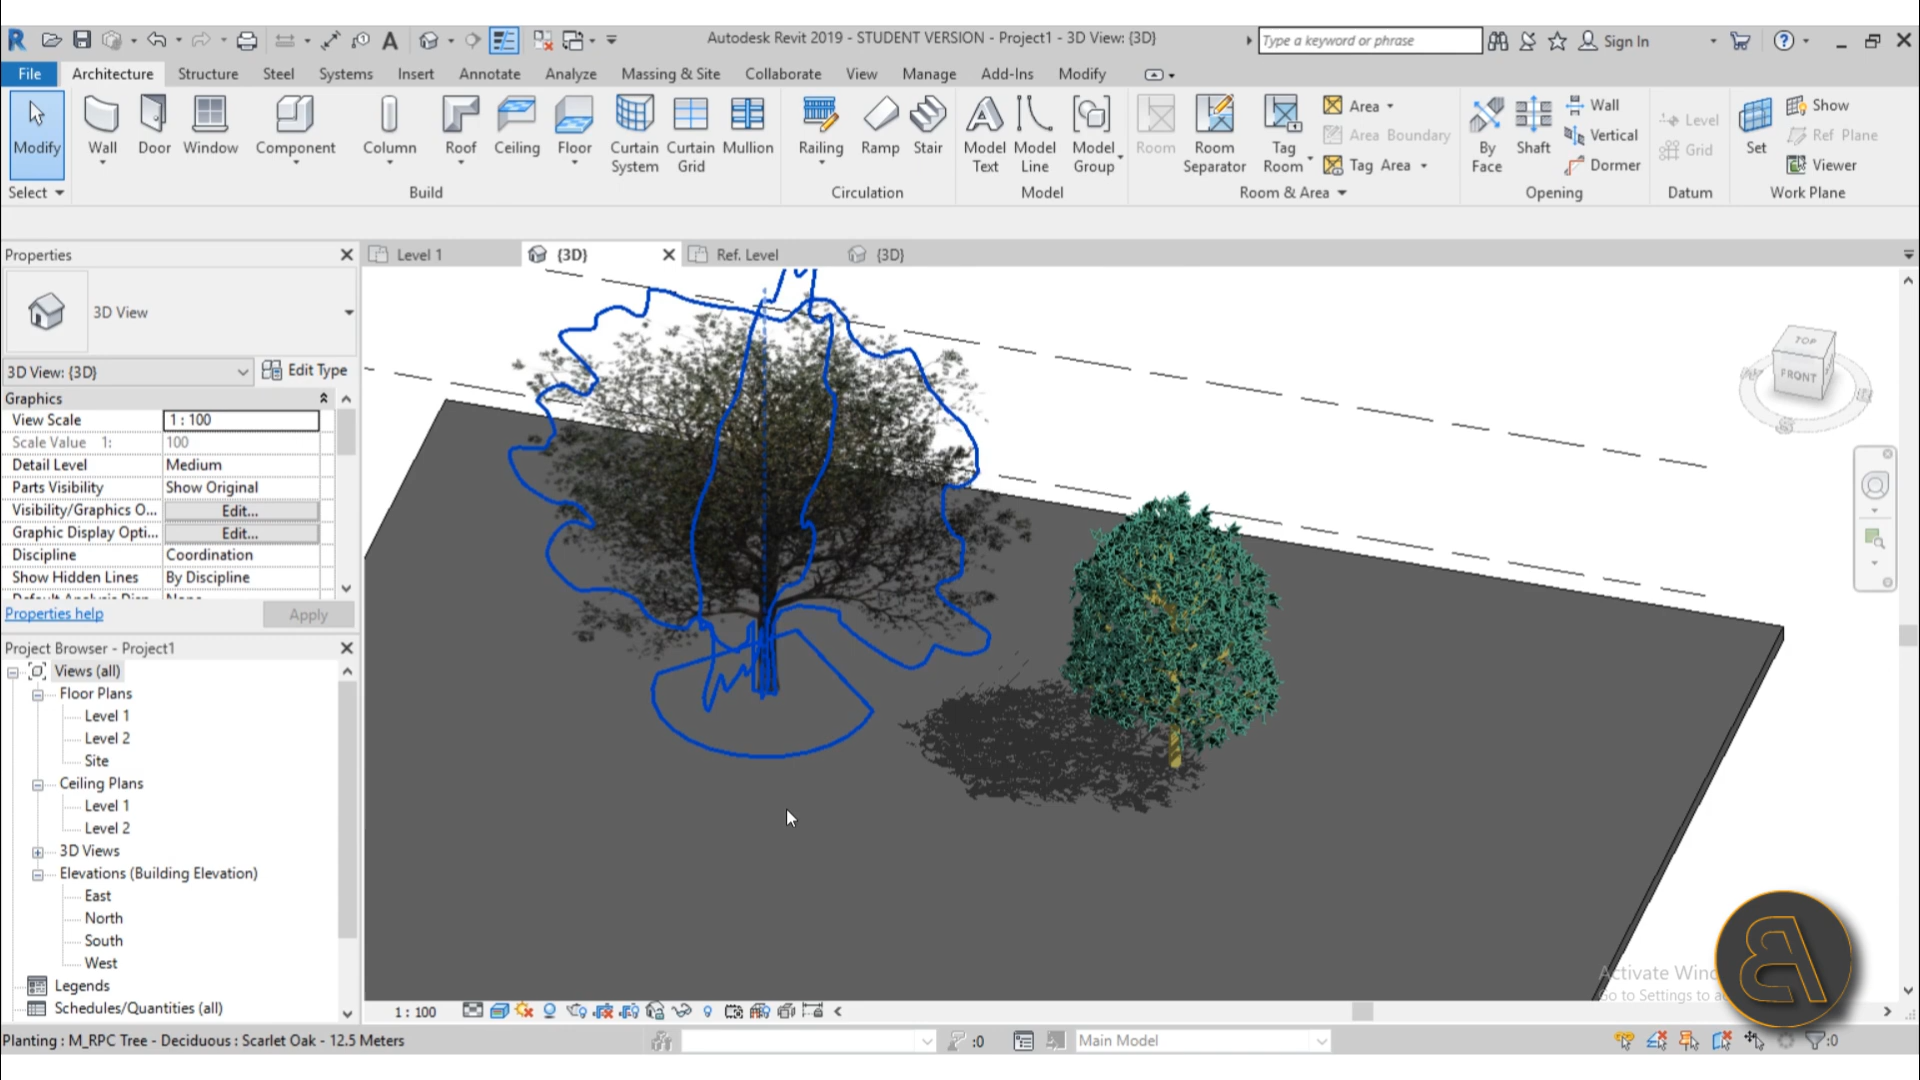 Autodesk Revit 2019 - STUDENT VERSION - Project1 - 3D View: {3D}
Type a keyword or phrase
Sign In
File Architecture Structure Steel Systems Insert Annotate Analyze Massing & Site Collaborate View Manage Add-Ins Modify
Modify Wall Door Window Component Column Roof Ceiling Floor Curtain System Curtain Grid Mullion Railing Ramp Stair Model Text Model Line Model Group Room Room Separator Tag Room
Area
Area Boundary
Tag Area
By Face Shaft
Wall
Vertical
Dormer
Level
Grid
Set
Show
Ref Plane
Viewer
Select Build Circulation Model Room & Area Opening Datum Work Plane
Properties
Level 1 {3D} Ref. Level {3D}
3D View
3D View: {3D} Edit Type
Graphics
View Scale 1 : 100
Scale Value 1: 100
Detail Level Medium
Parts Visibility Show Original
Visibility/Graphics O... Edit...
Graphic Display Opti... Edit...
Discipline Coordination
Show Hidden Lines By Discipline
Properties help Apply
TOP
FRONT
Project Browser - Project1
Views (all)
Floor Plans
Level 1
Level 2
Site
Ceiling Plans
Level 1
Level 2
3D Views
Elevations (Building Elevation)
East
North
South
West
Legends
Schedules/Quantities (all)
1 : 100
Planting : M_RPC Tree - Deciduous : Scarlet Oak - 12.5 Meters
:0
Main Model
:0